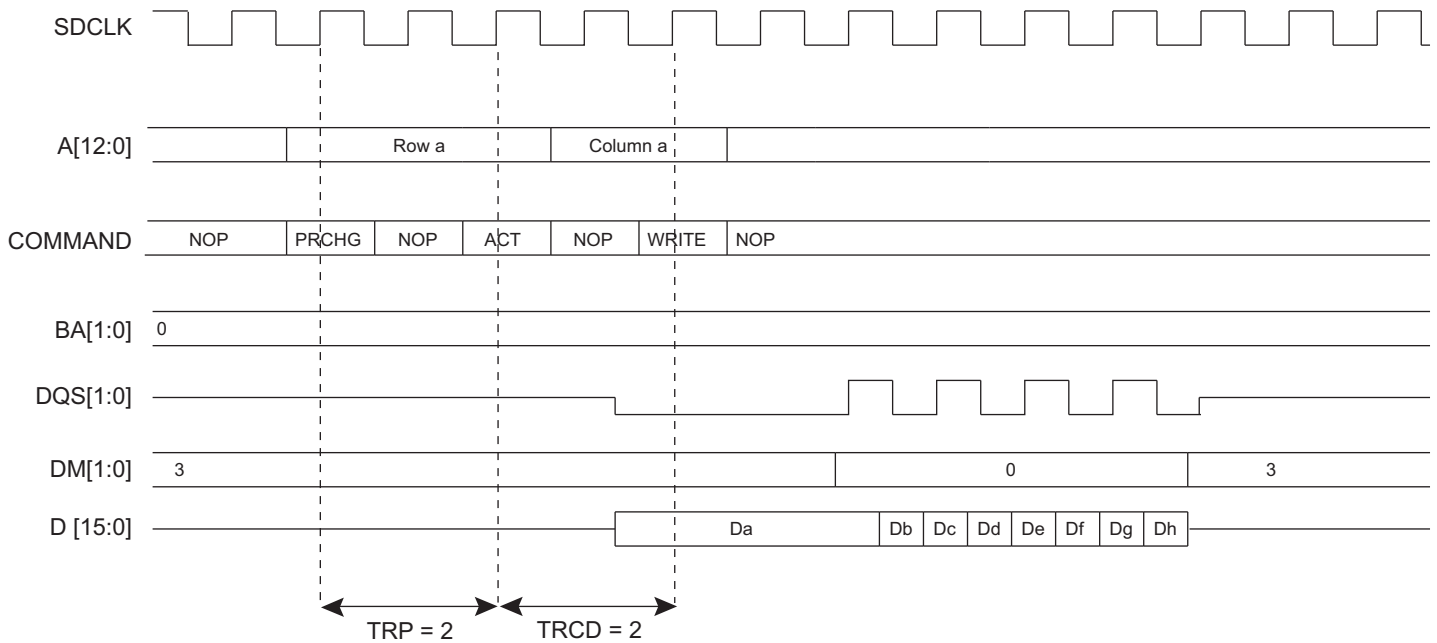 SDCLK
A[12:0] Row a Column a
COMMAND NOP PRCHG NOP ACT NOP WRITE NOP
BA[1:0] 0
DQS[1:0]
DM[1:0] 3 0 3
D [15:0] Da Db Dc Dd De Df Dg Dh
TRP = 2 TRCD = 2